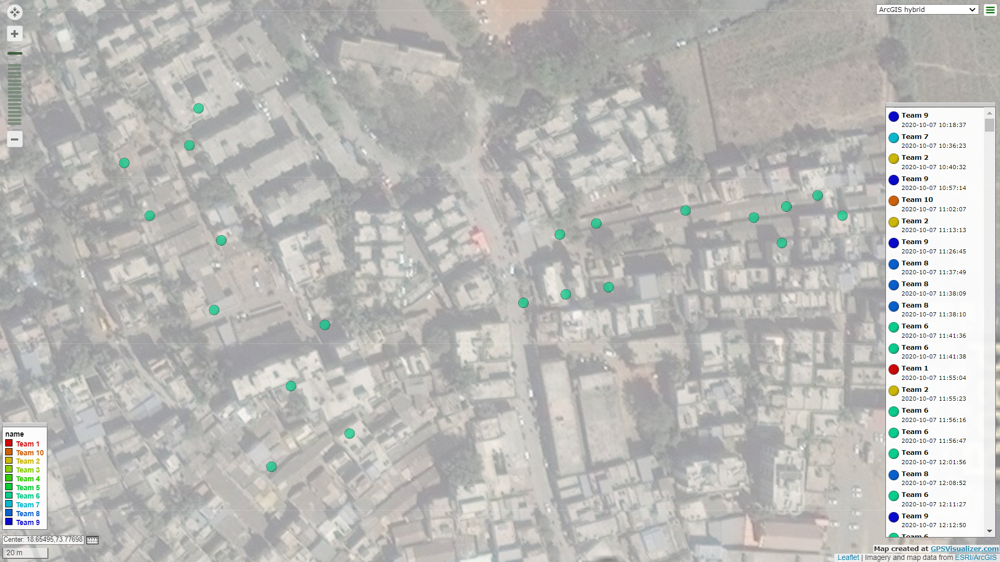 ArcGIS hybrid
Team 9
2020-10-07 10:18:37
Team 7
2020-10-07 10:36:23
Team 2
2020-10-07 10:40:32
Team 9
2020-10-07 10:57:14
Team 10
2020-10-07 11:02:07
Team 2
2020-10-07 11:13:13
Team 9
2020-10-07 11:26:45
Team 8
2020-10-07 11:37:49
Team 8
2020-10-07 11:38:09
Team 8
2020-10-07 11:38:10
Team 6
2020-10-07 11:41:36
Team 6
2020-10-07 11:41:38
Team 1
2020-10-07 11:55:04
Team 2
2020-10-07 11:55:23
Team 6
2020-10-07 11:56:16
Team 6
2020-10-07 11:56:47
Team 6
2020-10-07 12:01:56
Team 8
2020-10-07 12:08:52
Team 6
2020-10-07 12:11:27
Team 9
2020-10-07 12:12:50
Team 6
name
Team 1
Team 10
Team 2
Team 3
Team 4
Team 5
Team 6
Team 7
Team 8
Team 9
Center: 18.65495,73.77698
20 m
Map created at GPSVisualizer.com
Leaflet | Imagery and map data from ESRI/ArcGIS